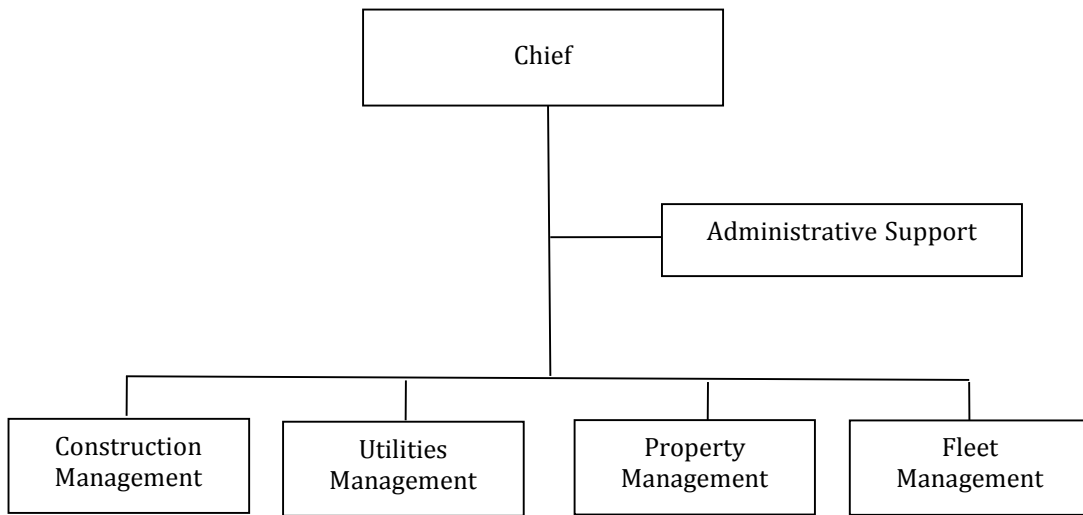 Chief
Administrative Support
Construction
Management
Utilities
Management
Property
Management
Fleet
Management